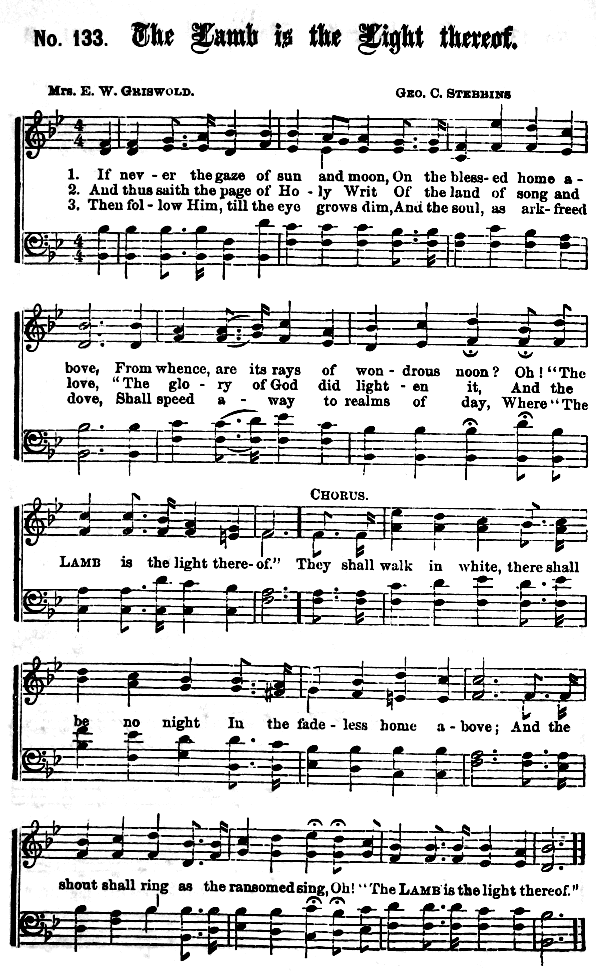 No. 133. The Lamb is the Light thereof.
Mrs. E. W. Griswold. Geo. C. Stebbins
1. If nev - er the gaze of sun and moon, On the bless - ed home a -
2. And thus saith the page of Ho - ly Writ Of the land of song and
3. Then fol - low Him, till the eye grows dim, And the soul, as ark - freed
bove, From whence, are its rays of won - drous noon? Oh! "The
love, "The glo - ry of God did light - en it, And the
dove, Shall speed a - way to realms of day, Where "The
Chorus.
Lamb is the light there - of." They shall walk in white, there shall
be no night In the fade - less home a - bove; And the
shout shall ring as the ransomed sing, Oh! "The Lamb is the light thereof."